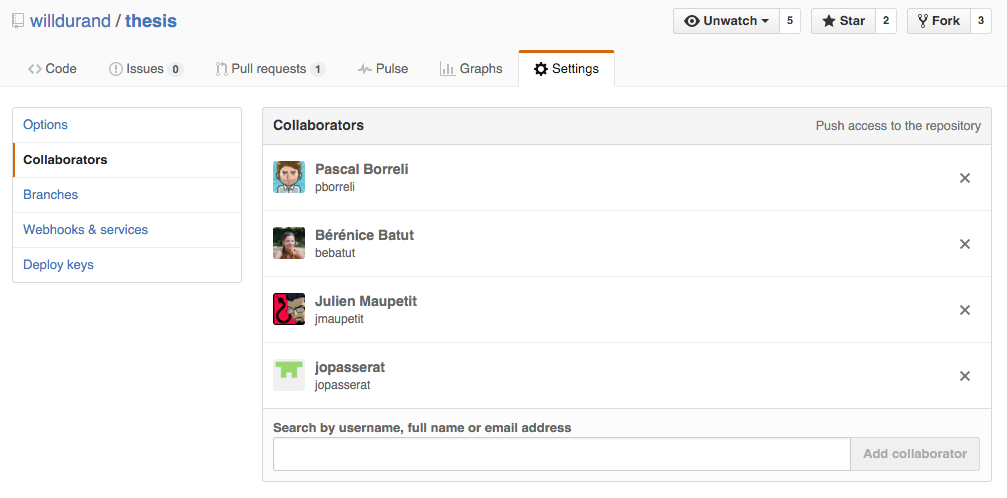 willdurand / thesis
Unwatch 5 Star 2 Fork 3
Code Issues 0 Pull requests 1 Pulse Graphs Settings
Options
Collaborators
Branches
Webhooks & services
Deploy keys
Collaborators Push access to the repository
Pascal Borreli
pborreli
Bérénice Batut
bebatut
Julien Maupetit
jmaupetit
jopasserat
jopasserat
Search by username, full name or email address
Add collaborator